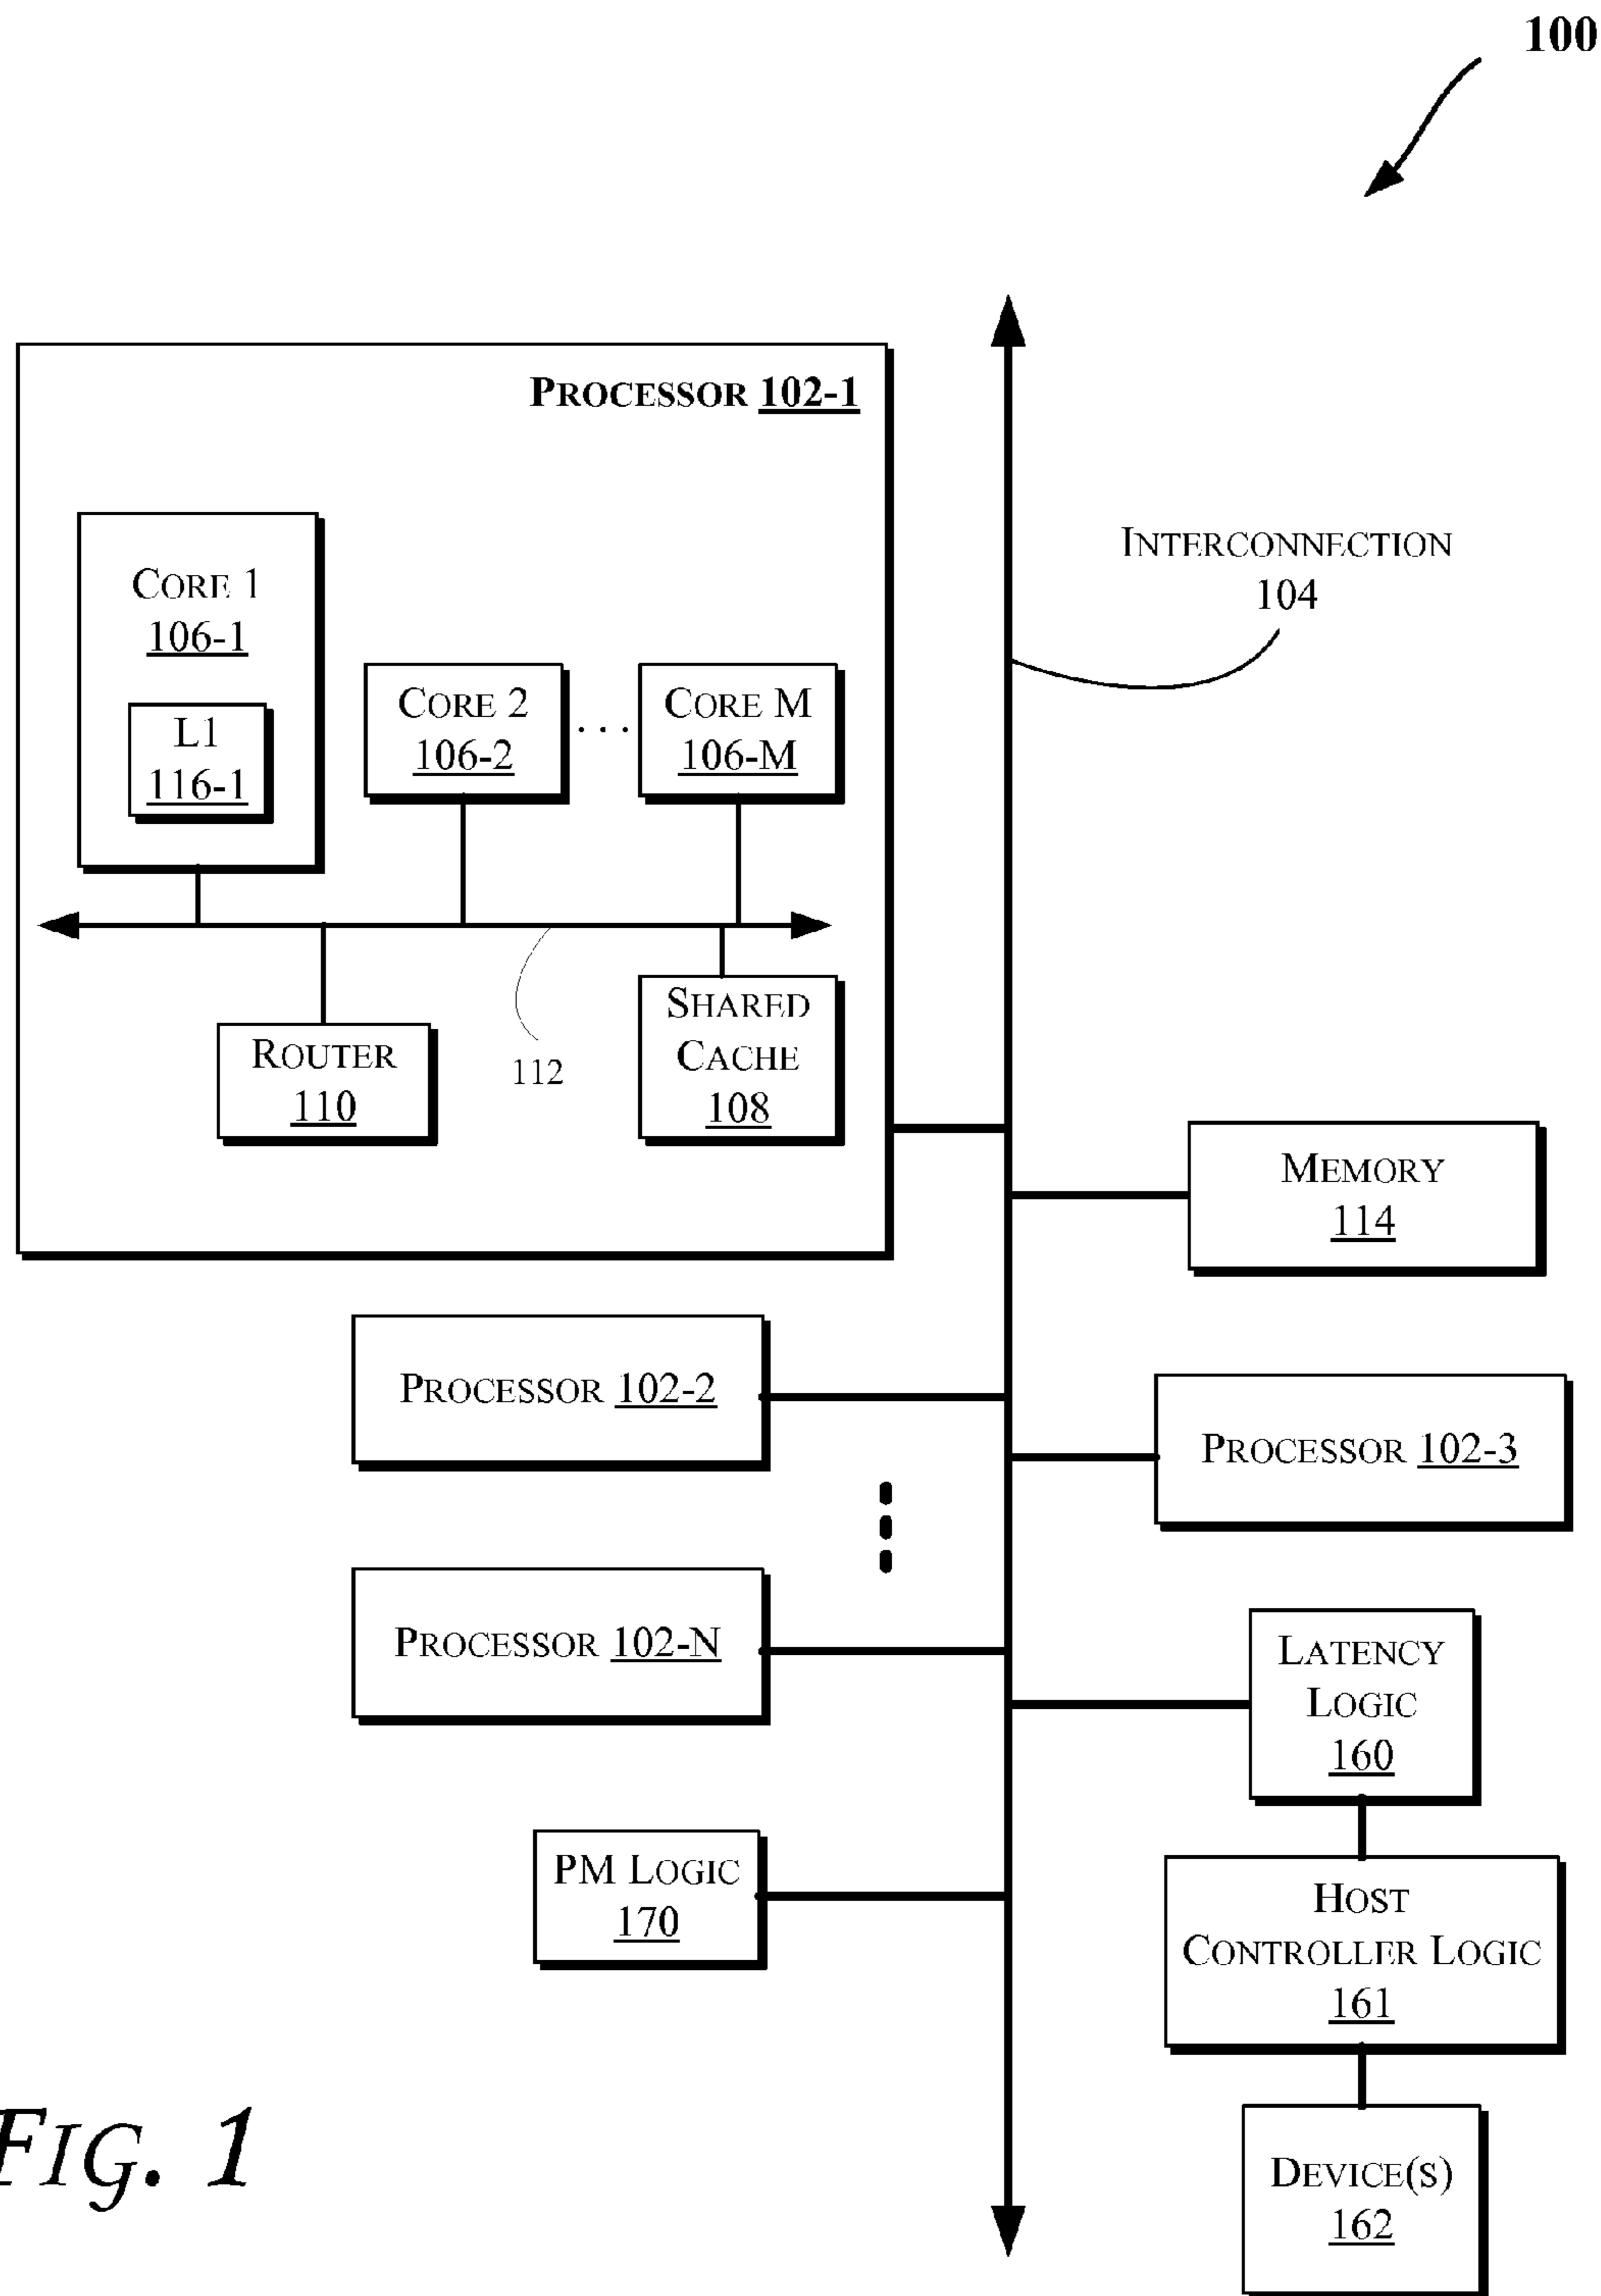 100
PROCESSOR 102-1
CORE 1
106-1
L1
116-1
CORE 2
106-2
. . .
CORE M
106-M
ROUTER
110
112
SHARED
CACHE
108
INTERCONNECTION
104
MEMORY
114
PROCESSOR 102-2
PROCESSOR 102-3
PROCESSOR 102-N
LATENCY
LOGIC
160
PM LOGIC
170
HOST
CONTROLLER LOGIC
161
DEVICE(S)
162
FIG. 1